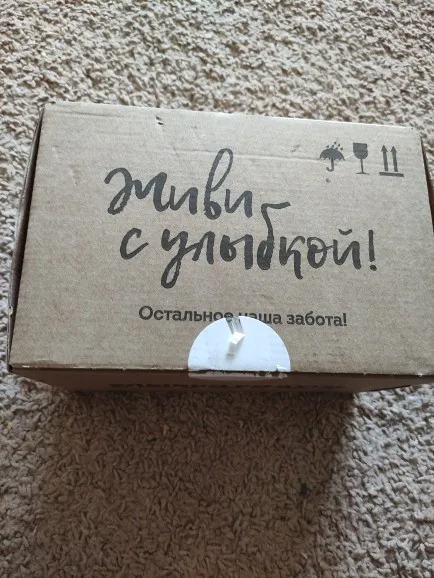 Живи
с улыбкой!
Остальное наша забота!